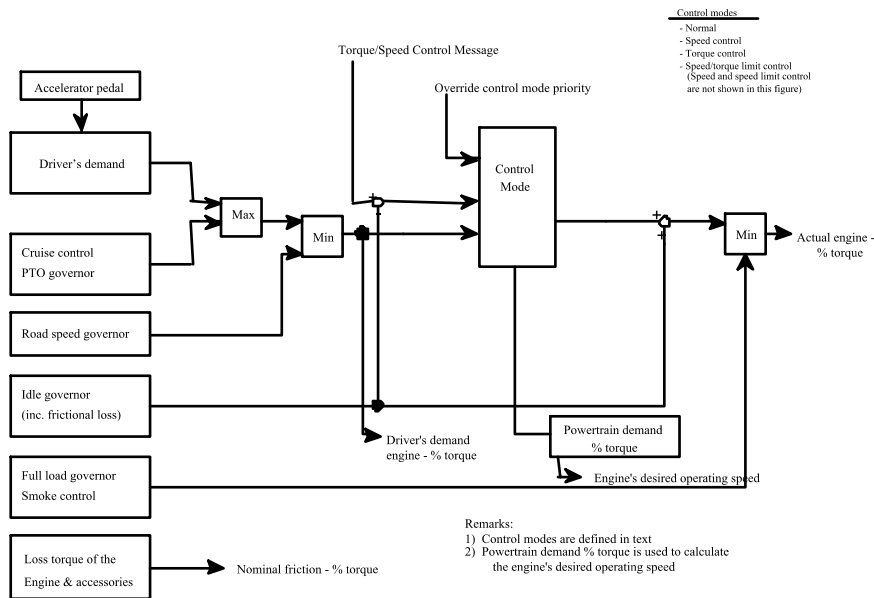 Control modes
- Normal
- Speed control
- Torque control
- Speed/torque limit control
(Speed and speed limit control
are not shown in this figure)
Torque/Speed Control Message
Override control mode priority
Accelerator pedal
Driver's demand
Control
Mode
Max
Min
+
-
+
+
Min
Actual engine -
% torque
Cruise control
PTO governor
Road speed governor
Idle governor
(inc. frictional loss)
Driver's demand
engine - % torque
Powertrain demand
% torque
Engine's desired operating speed
Full load governor
Smoke control
Loss torque of the
Engine & accessories
Nominal friction - % torque
Remarks:
1) Control modes are defined in text
2) Powertrain demand % torque is used to calculate
the engine's desired operating speed